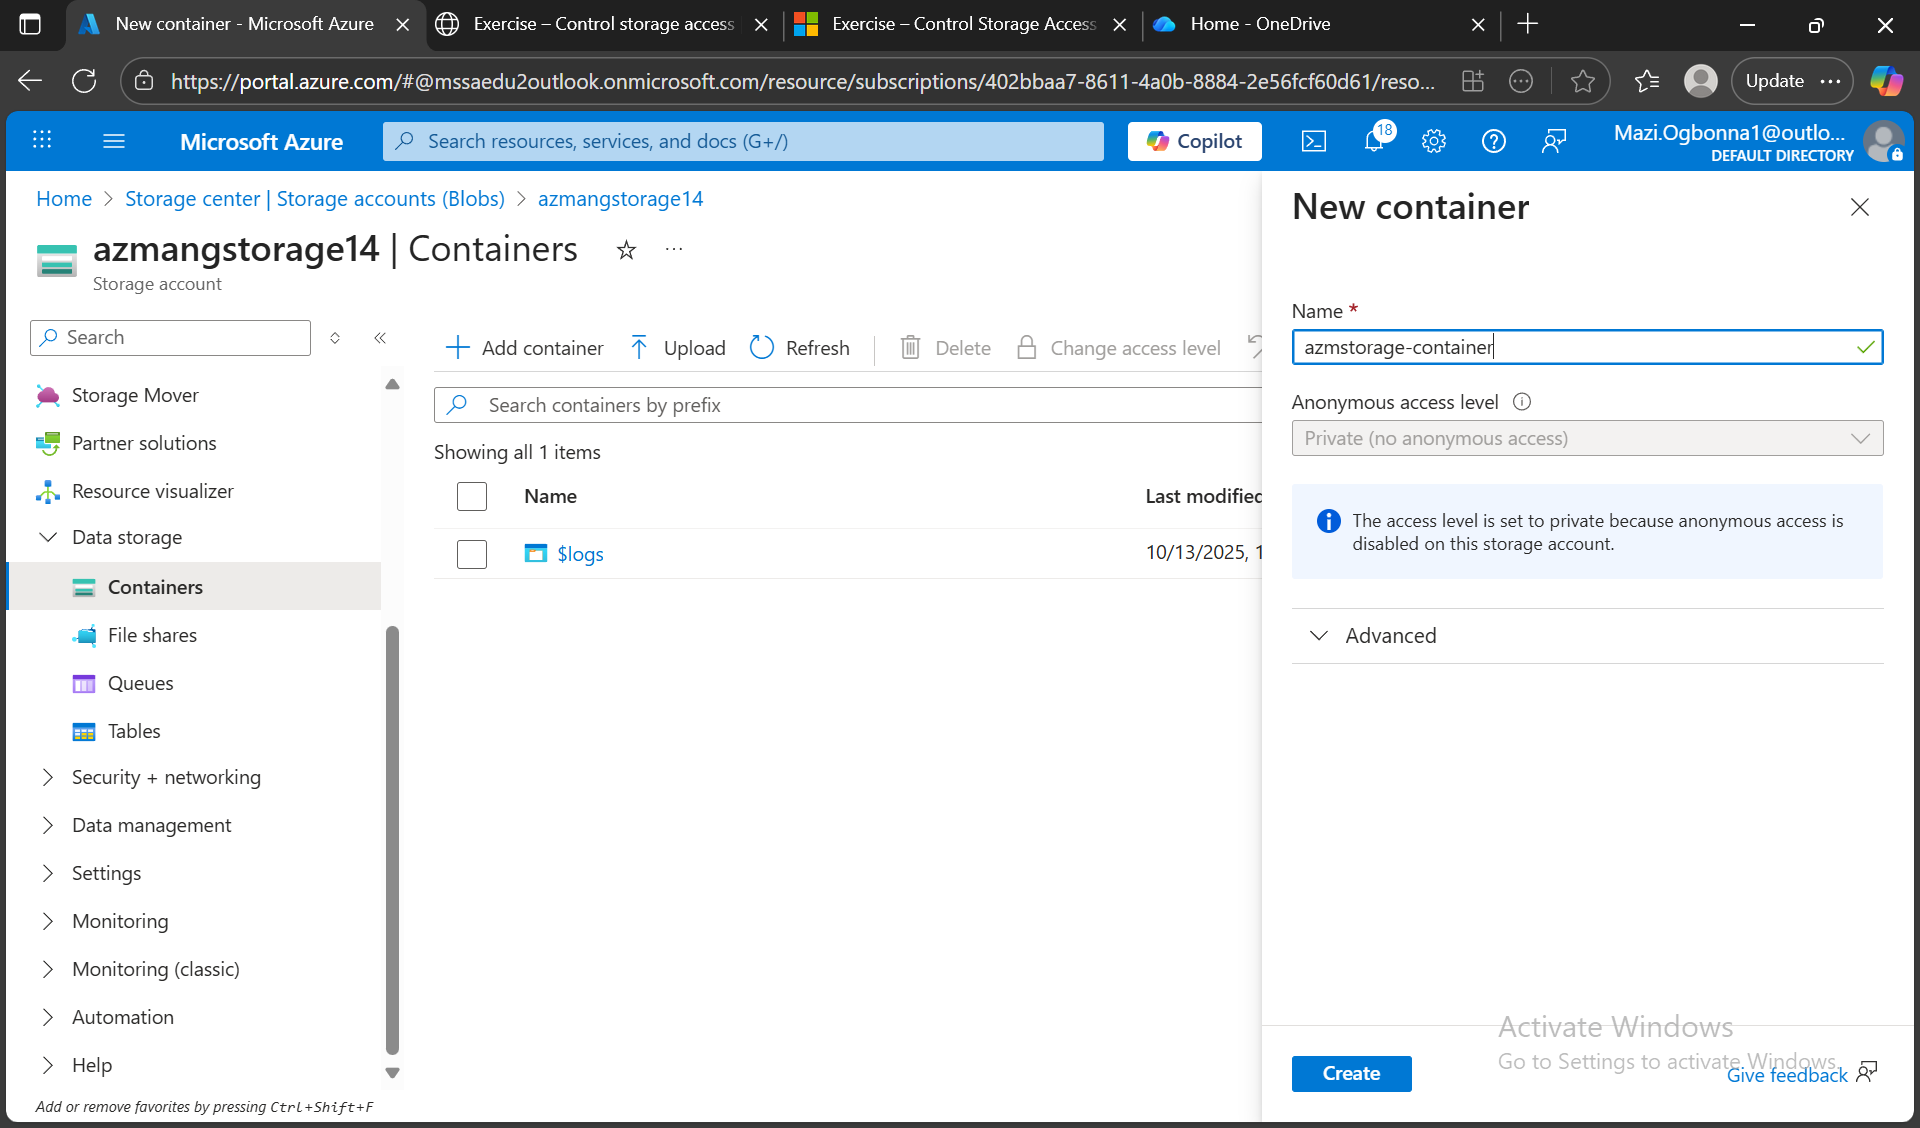 New container - Microsoft Azure
Exercise – Control storage access
Exercise – Control Storage Access
Home - OneDrive
https://portal.azure.com/#@mssaedu2outlook.onmicrosoft.com/resource/subscriptions/402bbaa7-8611-4a0b-8884-2e56fcf60d61/reso...
Update
Microsoft Azure
Search resources, services, and docs (G+/)
Copilot
18
Mazi.Ogbonna1@outlo...
DEFAULT DIRECTORY
Home > Storage center | Storage accounts (Blobs) > azmangstorage14
azmangstorage14 | Containers
Storage account
Search
Storage Mover
Partner solutions
Resource visualizer
Data storage
Containers
File shares
Queues
Tables
Security + networking
Data management
Settings
Monitoring
Monitoring (classic)
Automation
Help
Add or remove favorites by pressing Ctrl+Shift+F
Add container
Upload
Refresh
Delete
Change access level
Search containers by prefix
Showing all 1 items
Name
Last modified
$logs
10/13/2025, 1
New container
Name *
azmstorage-container
Anonymous access level
Private (no anonymous access)
The access level is set to private because anonymous access is
disabled on this storage account.
Advanced
Activate Windows
Go to Settings to activate Windows.
Create
Give feedback